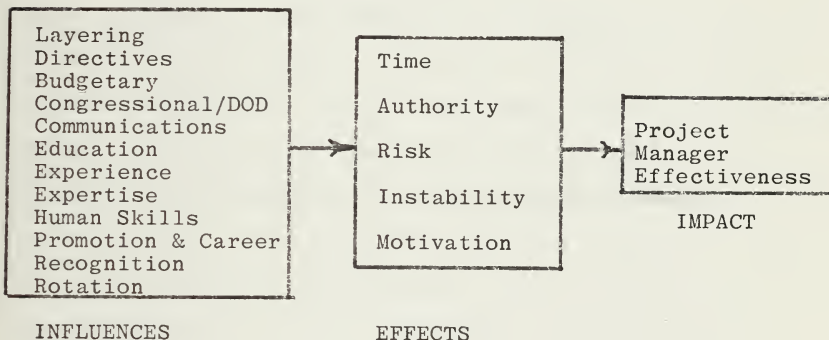 Layering
Directives
Budgetary
Congressional/DOD
Communications
Education
Experience
Expertise
Human Skills
Promotion & Career
Recognition
Rotation
INFLUENCES
Time
Authority
Risk
Instability
Motivation
EFFECTS
Project
Manager
Effectiveness
IMPACT